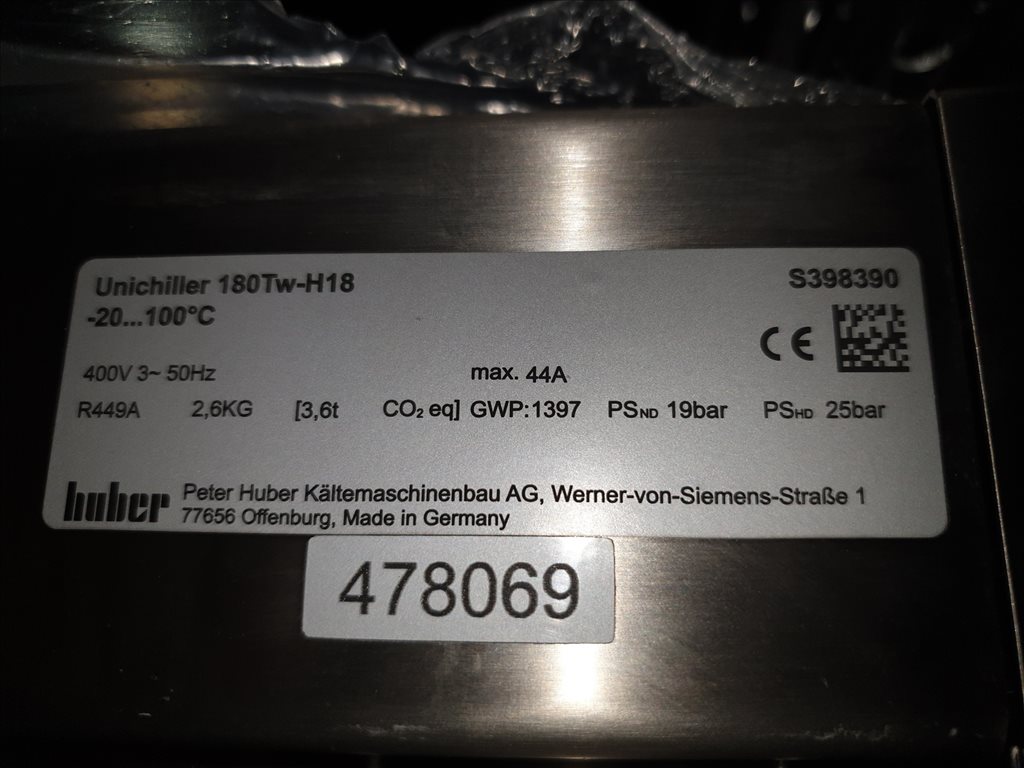 Unichiller 180Tw-H18
S398390
-20...100°C
CE
400V 3~ 50Hz max. 44A
R449A 2,6KG [3,6t CO₂ eq] GWP:1397 PSND 19bar PSHD 25bar
huber
Peter Huber Kältemaschinenbau AG, Werner-von-Siemens-Straße 1
77656 Offenburg, Made in Germany
478069